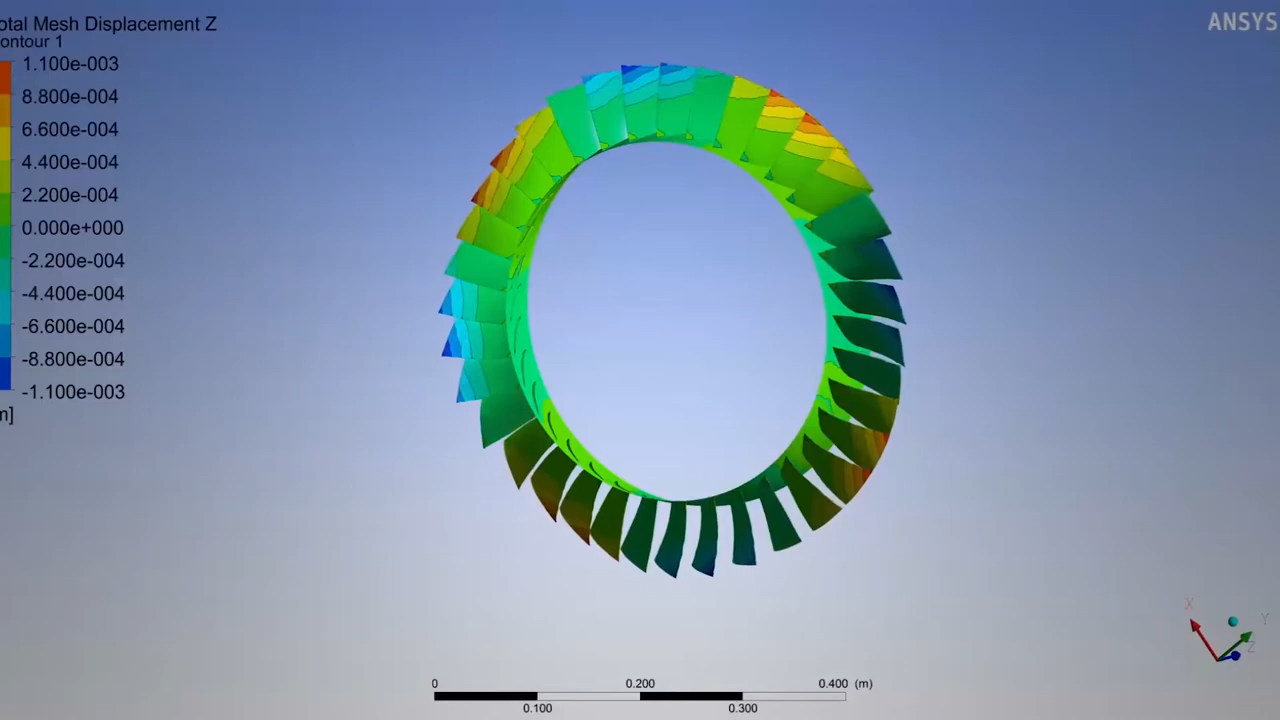 otal Mesh Displacement Z
ontour 1
1.100e-003
8.800e-004
6.600e-004
4.400e-004
2.200e-004
0.000e+000
-2.200e-004
-4.400e-004
-6.600e-004
-8.800e-004
-1.100e-003
m]
ANSYS
X
Y
Z
0 0.200 0.400 (m)
0.100 0.300